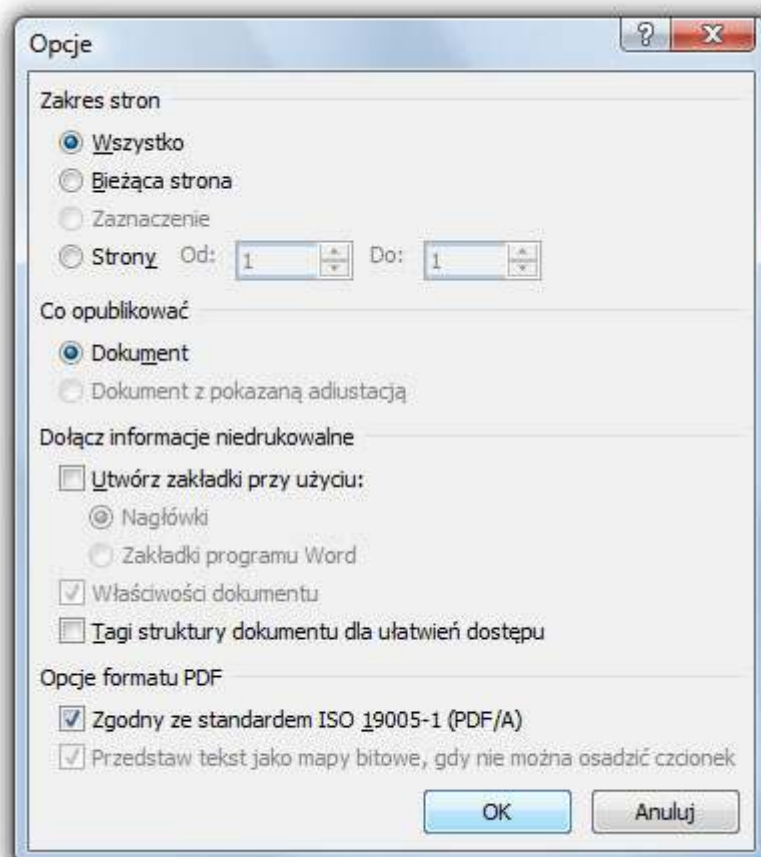 Opcje
Zakres stron
Wszystko
Bieżąca strona
Zaznaczenie
Strony Od: 1 Do: 1
Co opublikować
Dokument
Dokument z pokazaną adiustacją
Dołącz informacje niedrukowalne
Utwórz zakładki przy użyciu:
Nagłówki
Zakładki programu Word
Właściwości dokumentu
Tagi struktury dokumentu dla ułatwień dostępu
Opcje formatu PDF
Zgodny ze standardem ISO 19005-1 (PDF/A)
Przedstaw tekst jako mapy bitowe, gdy nie można osadzić czcionek
OK Anuluj